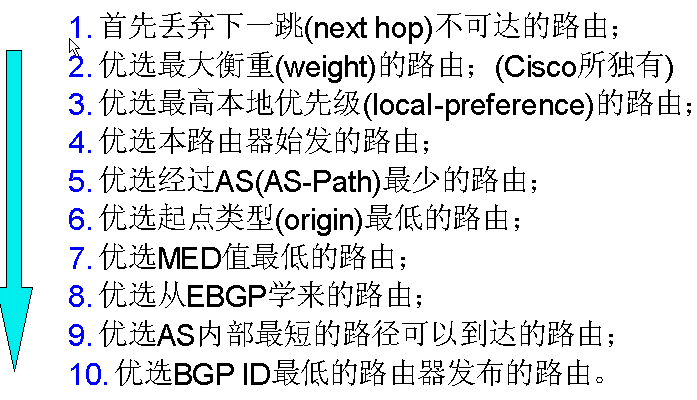 1. 首先丢弃下一跳(next hop)不可达的路由；
2. 优选最大衡重(weight)的路由；(Cisco所独有)
3. 优选最高本地优先级(local-preference)的路由；
4. 优选本路由器始发的路由；
5. 优选经过AS(AS-Path)最少的路由；
6. 优选起点类型(origin)最低的路由；
7. 优选MED值最低的路由；
8. 优选从EBGP学来的路由；
9. 优选AS内部最短的路径可以到达的路由；
10. 优选BGP ID最低的路由器发布的路由。